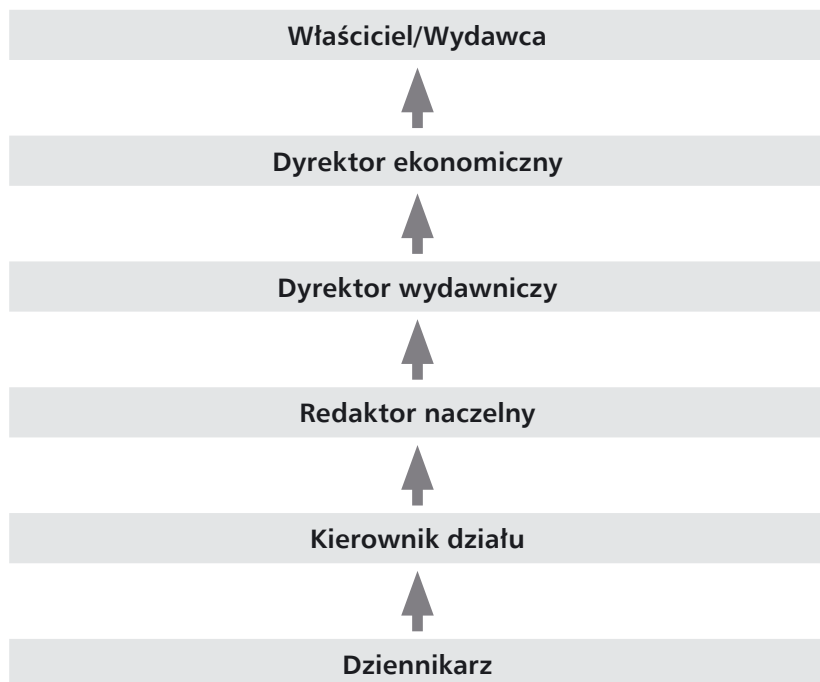 Właściciel/Wydawca
Dyrektor ekonomiczny
Dyrektor wydawniczy
Redaktor naczelny
Kierownik działu
Dziennikarz